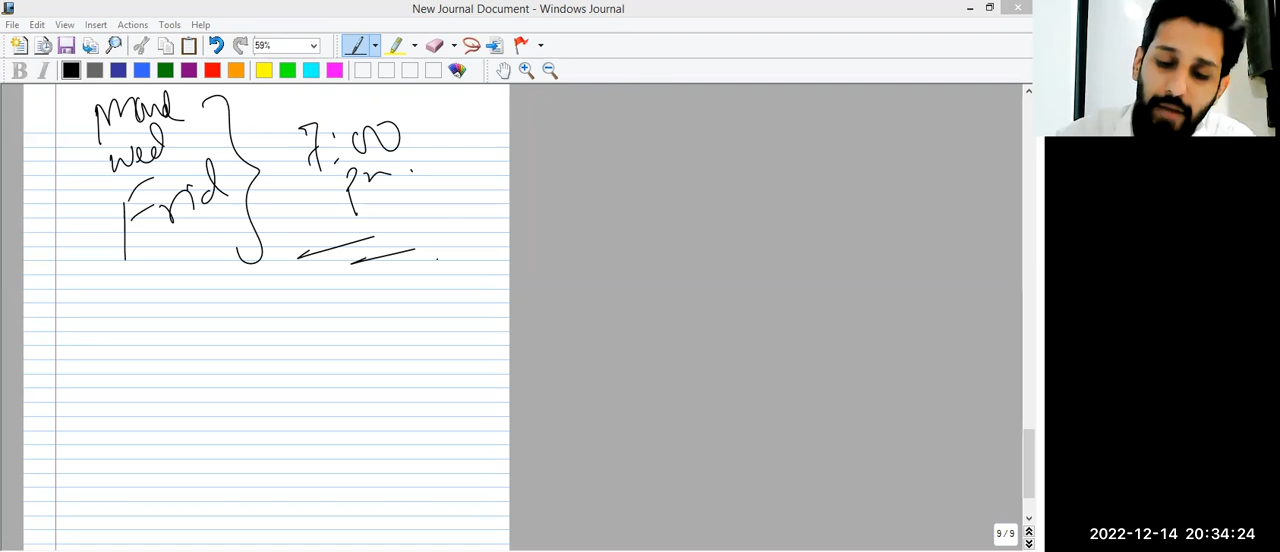 New Journal Document - Windows Journal
File Edit View Insert Actions Tools Help
59%
B I
Mond
Wed
Frid
7:00
pm
9 / 9
2022-12-14 20:34:24